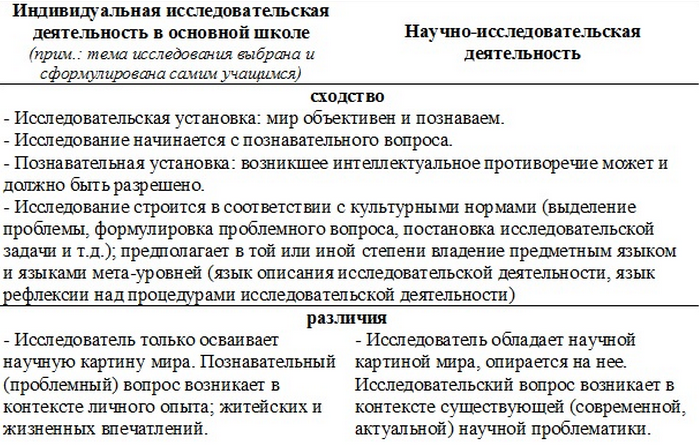 Индивидуальная исследовательская
деятельность в основной школе
(прим.: тема исследования выбрана и
сформулирована самим учащимся)
Научно-исследовательская
деятельность
сходство
- Исследовательская установка: мир объективен и познаваем.
- Исследование начинается с познавательного вопроса.
- Познавательная установка: возникшее интеллектуальное противоречие может и
должно быть разрешено.
- Исследование строится в соответствии с культурными нормами (выделение
проблемы, формулировка проблемного вопроса, постановка исследовательской
задачи и т.д.); предполагает в той или иной степени владение предметным языком
и языками мета-уровней (язык описания исследовательской деятельности, язык
рефлексии над процедурами исследовательской деятельности)
различия
- Исследователь только осваивает
научную картину мира. Познавательный
(проблемный) вопрос возникает в
контексте личного опыта; житейских и
жизненных впечатлений.
- Исследователь обладает научной
картиной мира, опирается на нее.
Исследовательский вопрос возникает в
контексте существующей (современной,
актуальной) научной проблематики.